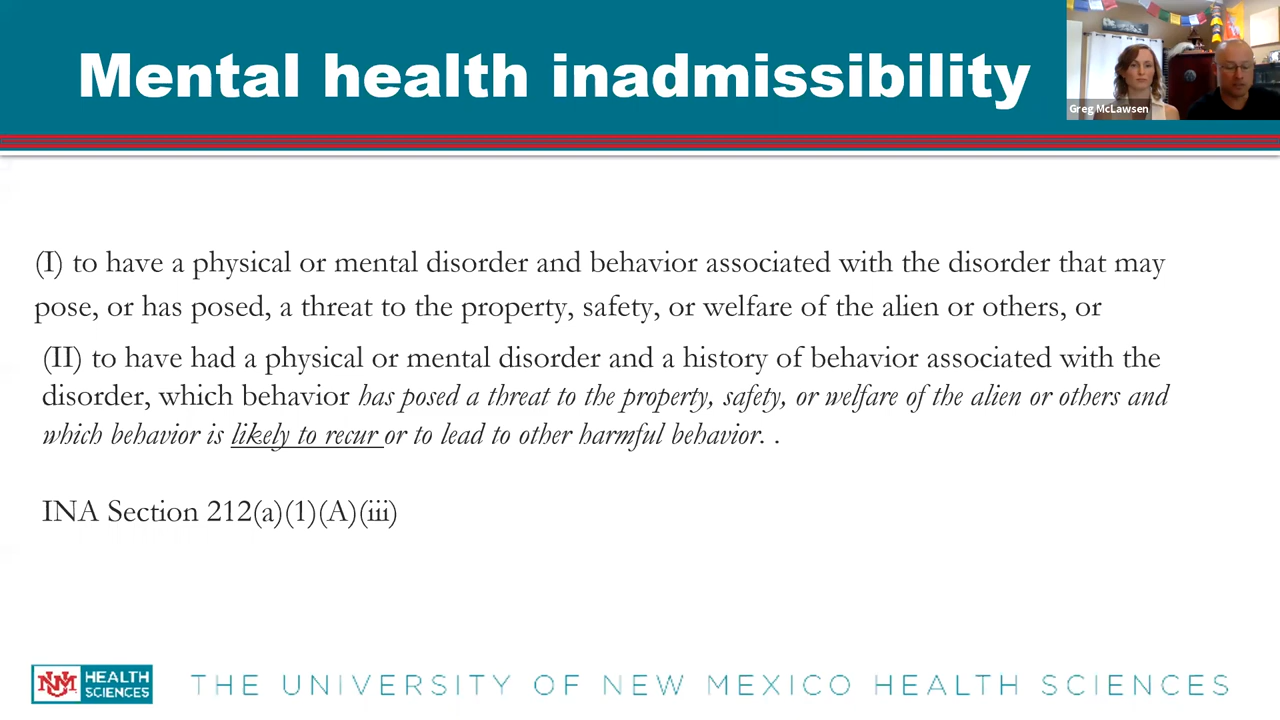 Mental health inadmissibility
Greg McLawsen
(I) to have a physical or mental disorder and behavior associated with the disorder that may
pose, or has posed, a threat to the property, safety, or welfare of the alien or others, or
(II) to have had a physical or mental disorder and a history of behavior associated with the
disorder, which behavior has posed a threat to the property, safety, or welfare of the alien or others and
which behavior is likely to recur or to lead to other harmful behavior. .
INA Section 212(a)(1)(A)(iii)
UNM HEALTH
SCIENCES
THE UNIVERSITY OF NEW MEXICO HEALTH SCIENCES